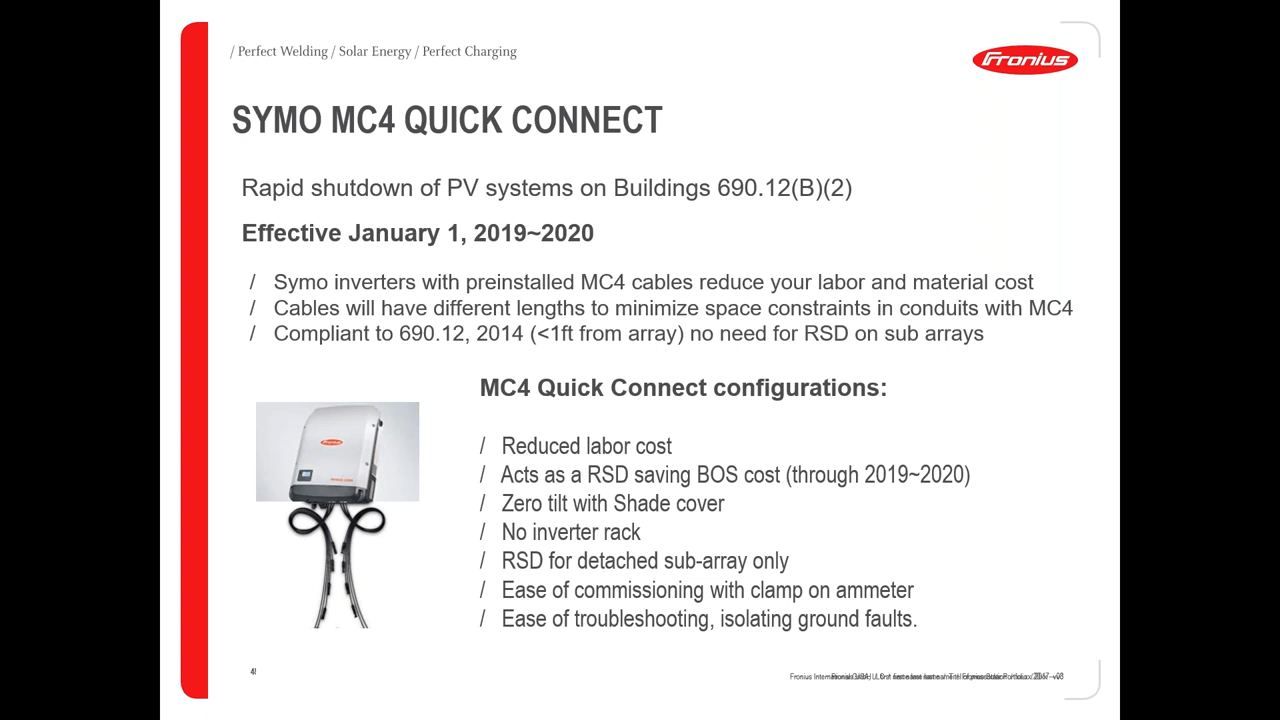 / Perfect Welding / Solar Energy / Perfect Charging
Fronius
SYMO MC4 QUICK CONNECT
Rapid shutdown of PV systems on Buildings 690.12(B)(2)
Effective January 1, 2019~2020
/ Symo inverters with preinstalled MC4 cables reduce your labor and material cost
/ Cables will have different lengths to minimize space constraints in conduits with MC4
/ Compliant to 690.12, 2014 (<1ft from array) no need for RSD on sub arrays
MC4 Quick Connect configurations:
Fronius
/ Reduced labor cost
/ Acts as a RSD saving BOS cost (through 2019~2020)
/ Zero tilt with Shade cover
/ No inverter rack
/ RSD for detached sub-array only
/ Ease of commissioning with clamp on ammeter
/ Ease of troubleshooting, isolating ground faults.
Fronius